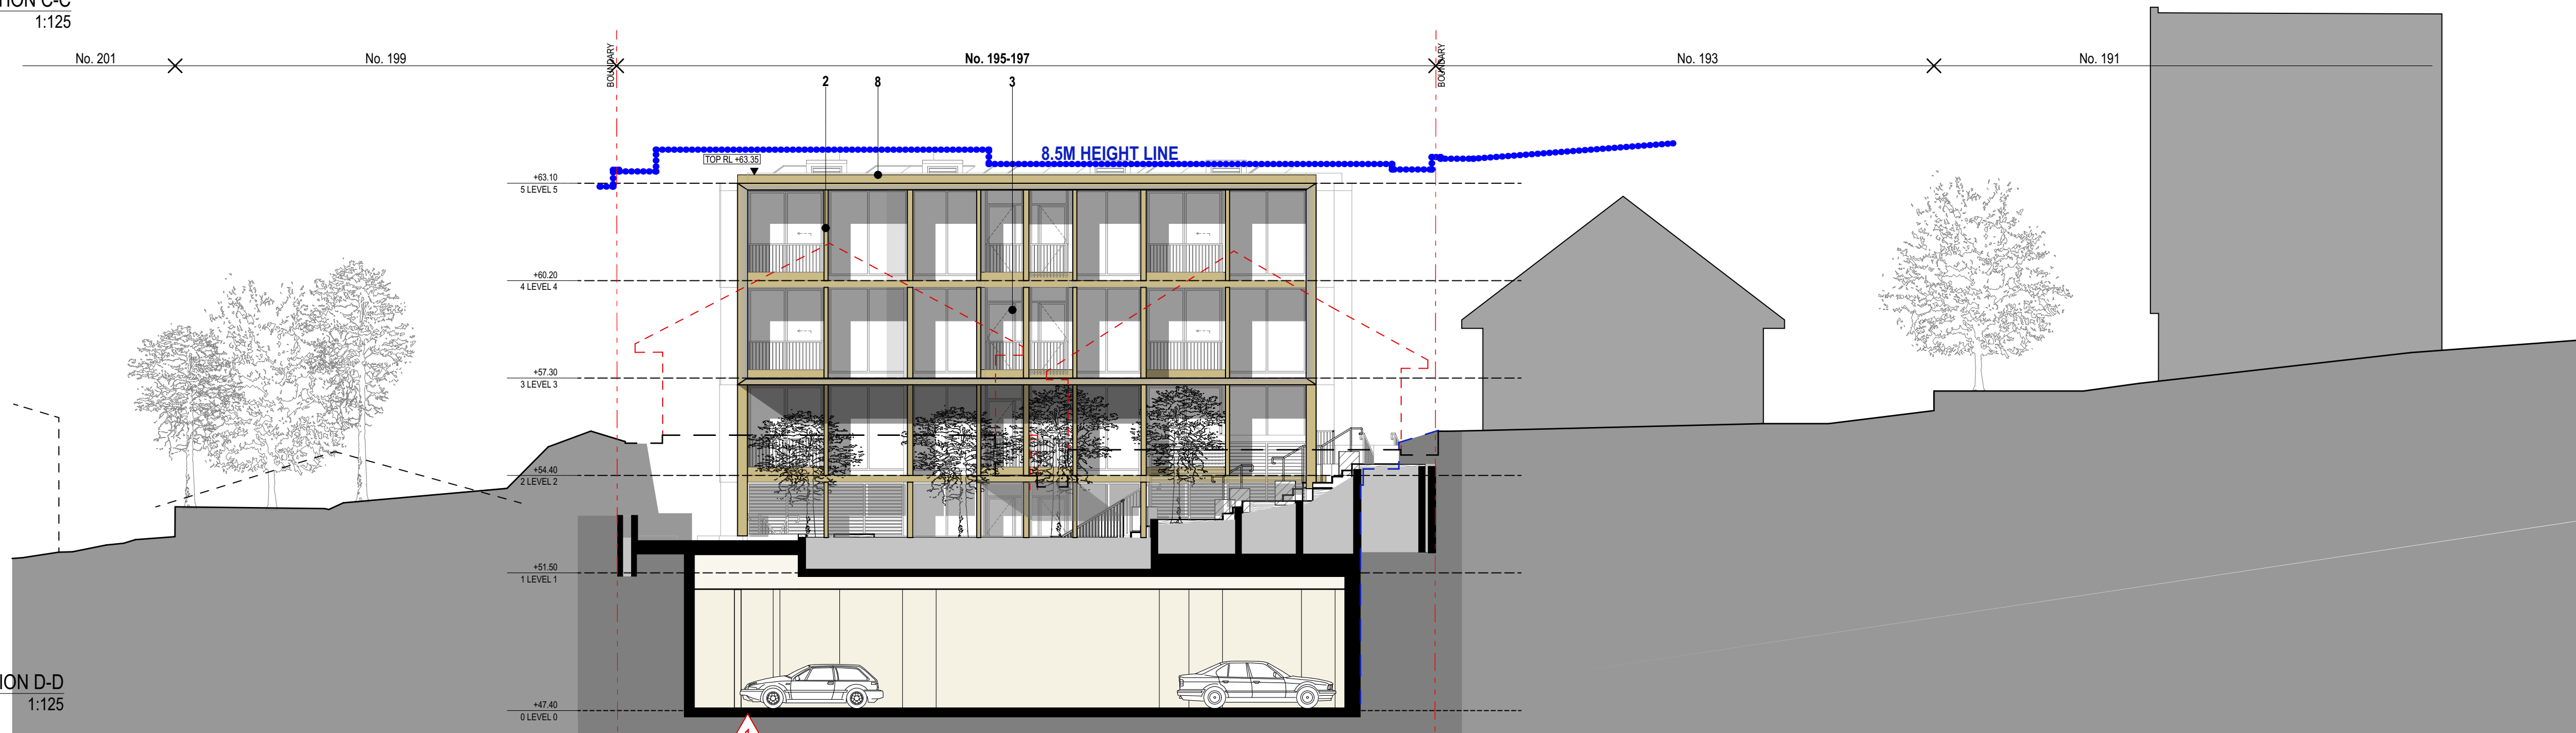 1:125
No. 201
No. 199
BOUNDARY
No. 195-197
BOUNDARY
No. 193
No. 191
2
8
3
8.5M HEIGHT LINE
TOP RL +63.35
+63.10
5 LEVEL 5
+60.20
4 LEVEL 4
+57.30
3 LEVEL 3
+54.40
2 LEVEL 2
+51.50
1 LEVEL 1
ION D-D
1:125
+47.40
0 LEVEL 0